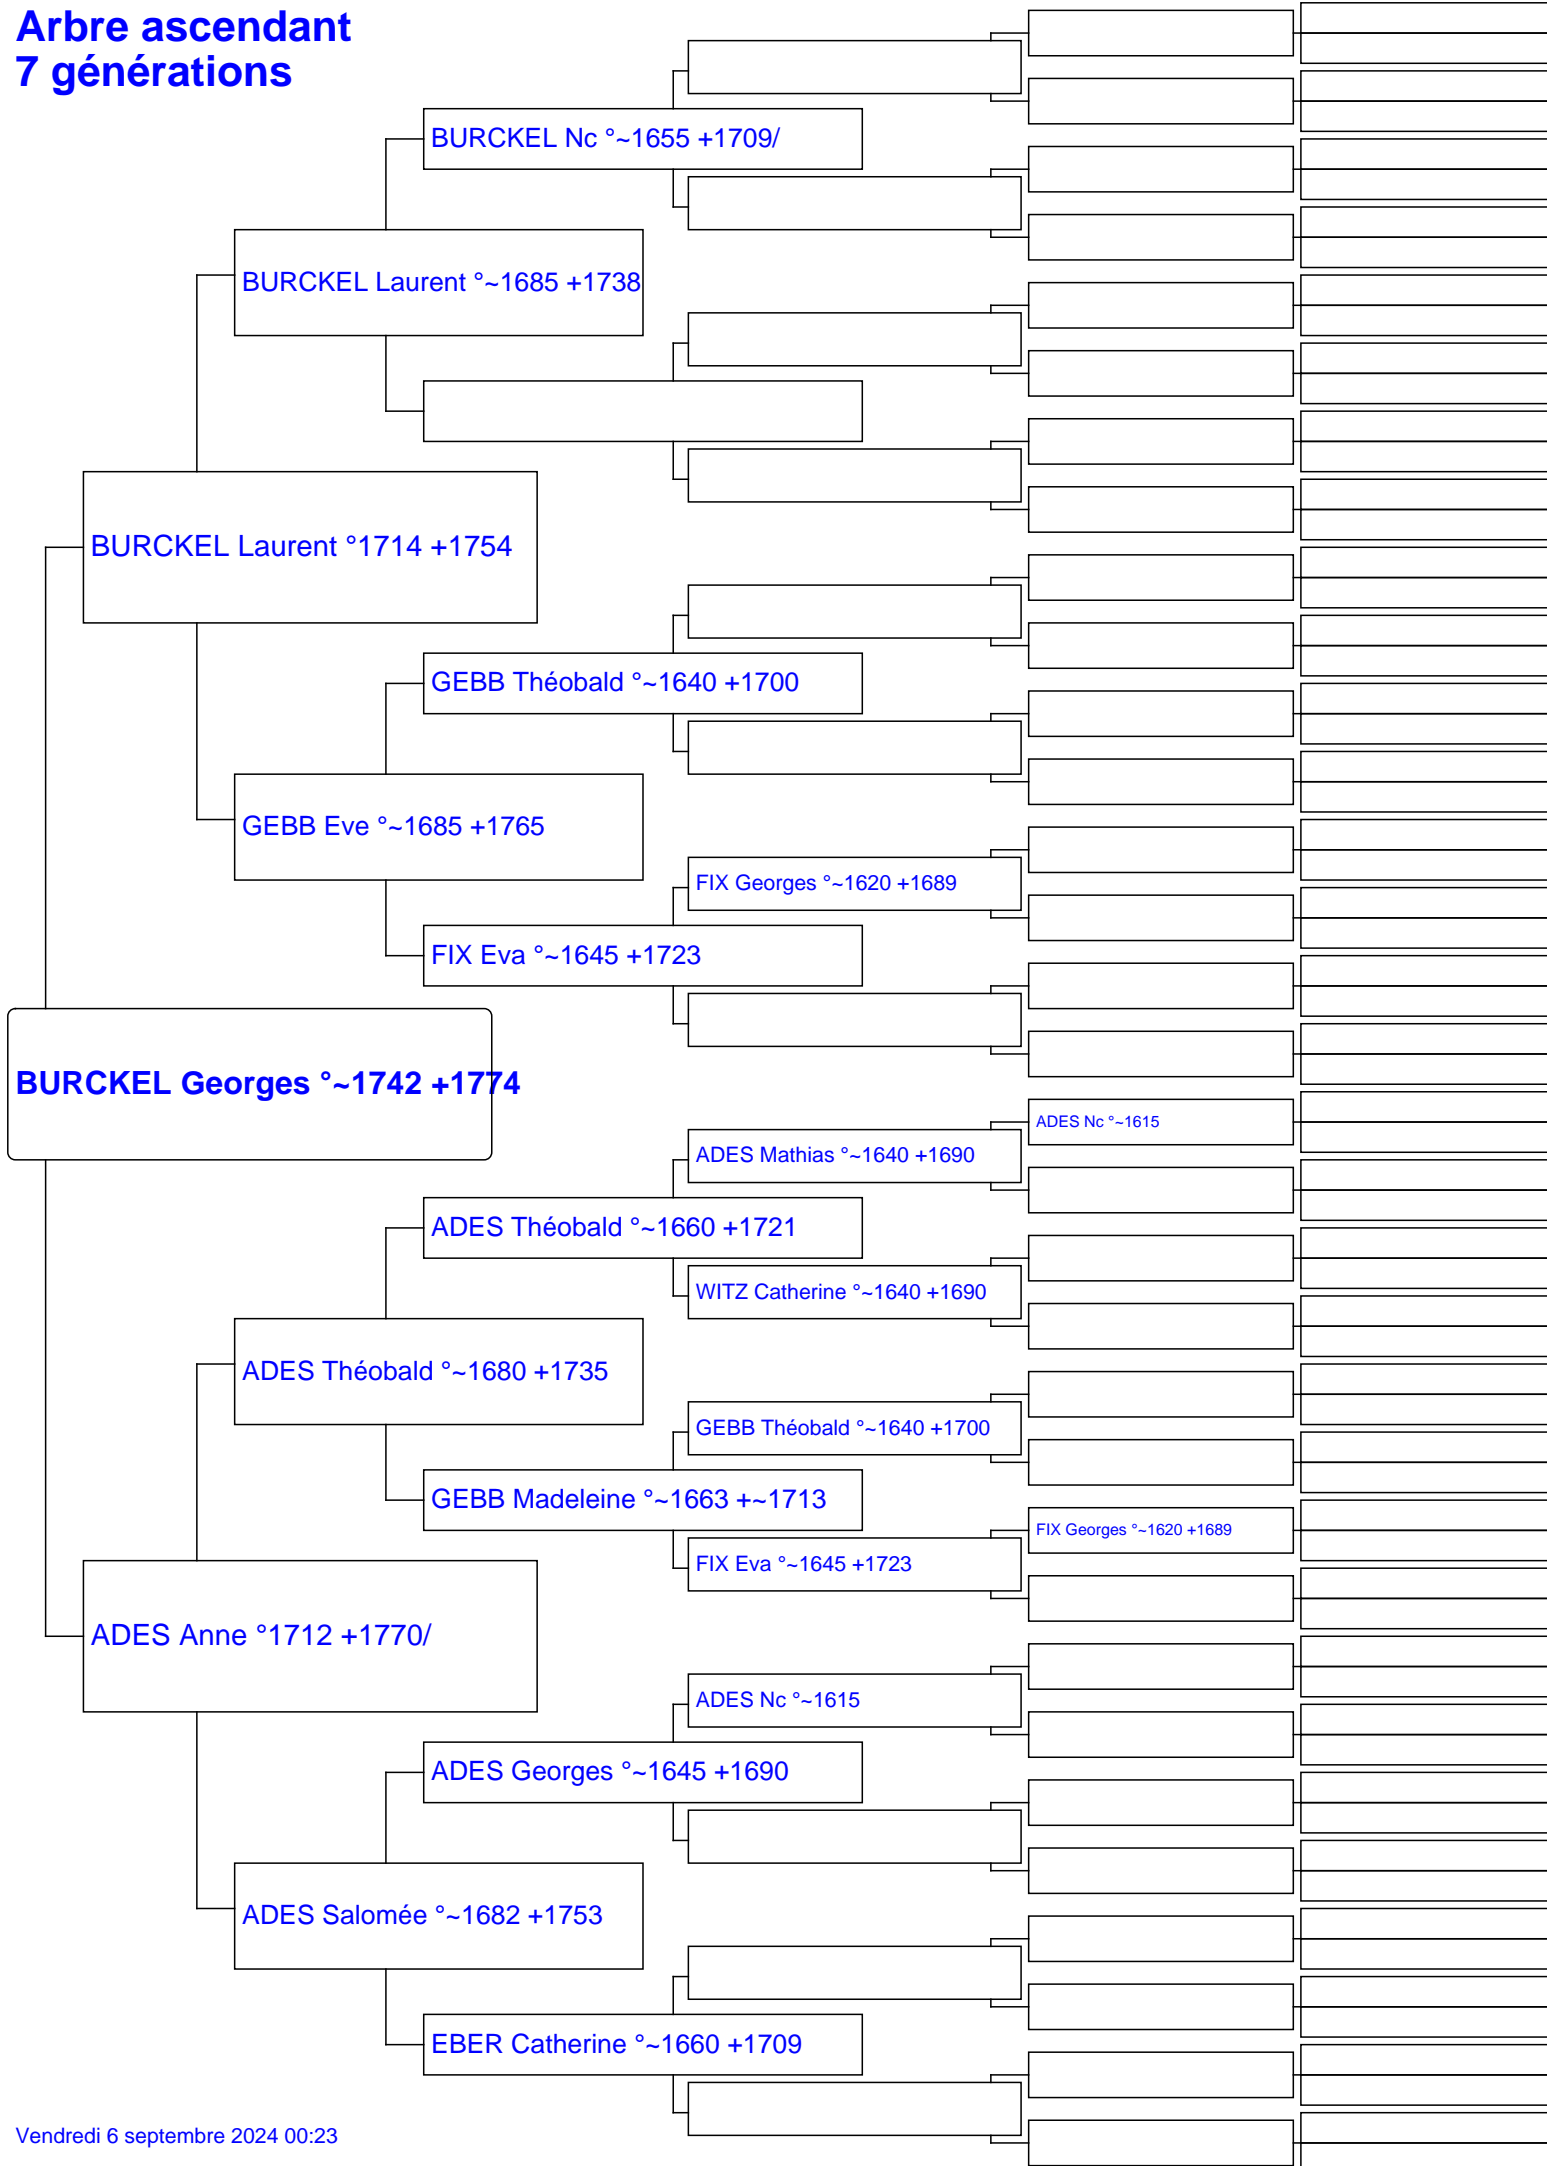 Arbre ascendant
7 générations
BURCKEL Nc °~1655 +1709/
BURCKEL Laurent °~1685 +1738
BURCKEL Laurent °1714 +1754
GEBB Théobald °~1640 +1700
GEBB Eve °~1685 +1765
FIX Georges °~1620 +1689
FIX Eva °~1645 +1723
BURCKEL Georges °~1742 +1774
ADES Nc °~1615
ADES Mathias °~1640 +1690
ADES Théobald °~1660 +1721
WITZ Catherine °~1640 +1690
ADES Théobald °~1680 +1735
GEBB Théobald °~1640 +1700
GEBB Madeleine °~1663 +~1713
FIX Georges °~1620 +1689
FIX Eva °~1645 +1723
ADES Anne °1712 +1770/
ADES Nc °~1615
ADES Georges °~1645 +1690
ADES Salomée °~1682 +1753
EBER Catherine °~1660 +1709
Vendredi 6 septembre 2024 00:23